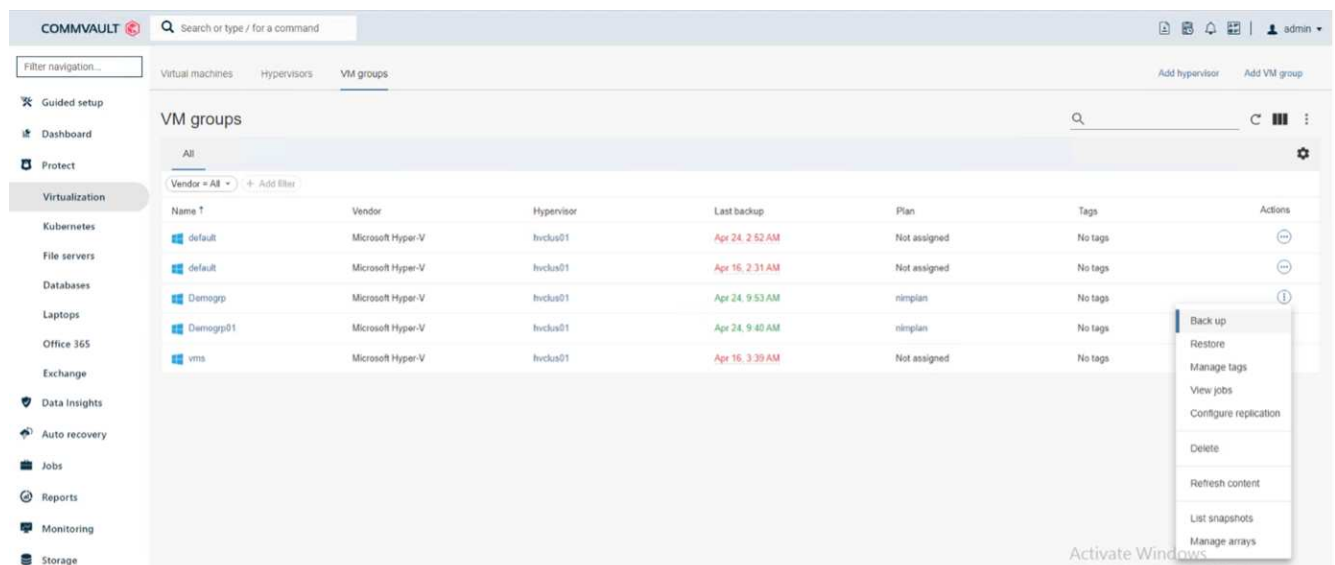 COMMVAULT Search or type / for a command admin
Filter navigation...
Virtual machines Hypervisors VM groups Add hypervisor Add VM group
Guided setup
VM groups
Dashboard
All
Protect
Vendor = All + Add filter
Virtualization
Name ↑ Vendor Hypervisor Last backup Plan Tags Actions
Kubernetes
default Microsoft Hyper-V hvclus01 Apr 24, 2:52 AM Not assigned No tags
File servers
default Microsoft Hyper-V hvclus01 Apr 16, 2:31 AM Not assigned No tags
Databases
Demogrp Microsoft Hyper-V hvclus01 Apr 24, 9:53 AM nimplan No tags
Laptops
Back up
Demogrp01 Microsoft Hyper-V hvclus01 Apr 24, 9:40 AM nimplan No tags
Office 365
Restore
vms Microsoft Hyper-V hvclus01 Apr 16, 3:39 AM Not assigned No tags
Manage tags
Exchange
View jobs
Data Insights
Configure replication
Auto recovery
Delete
Jobs
Refresh content
Reports
List snapshots
Monitoring
Manage arrays
Activate Windows
Storage